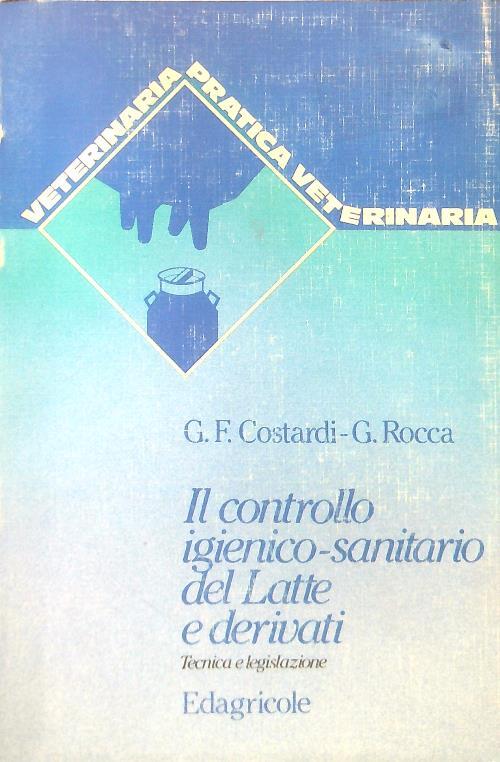 VETERINARIA PRATICA VETERINARIA
G. F. Costardi-G. Rocca
Il controllo
igienico-sanitario
del Latte
e derivati
Tecnica e legislazione
Edagricole